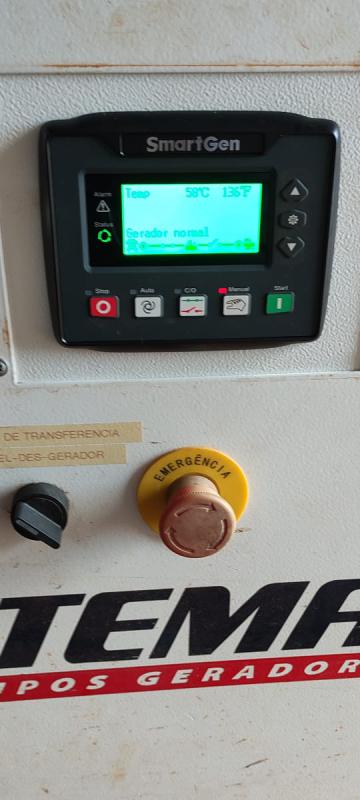 SmartGen
Alarm
Temp 58°C 136°F
Status
Gerador normal
Stop Auto C/O Manual Start
DE TRANSFERENCIA
EL-DES-GERADOR
EMERGÊNCIA
TEMA
UPOS GERADOR